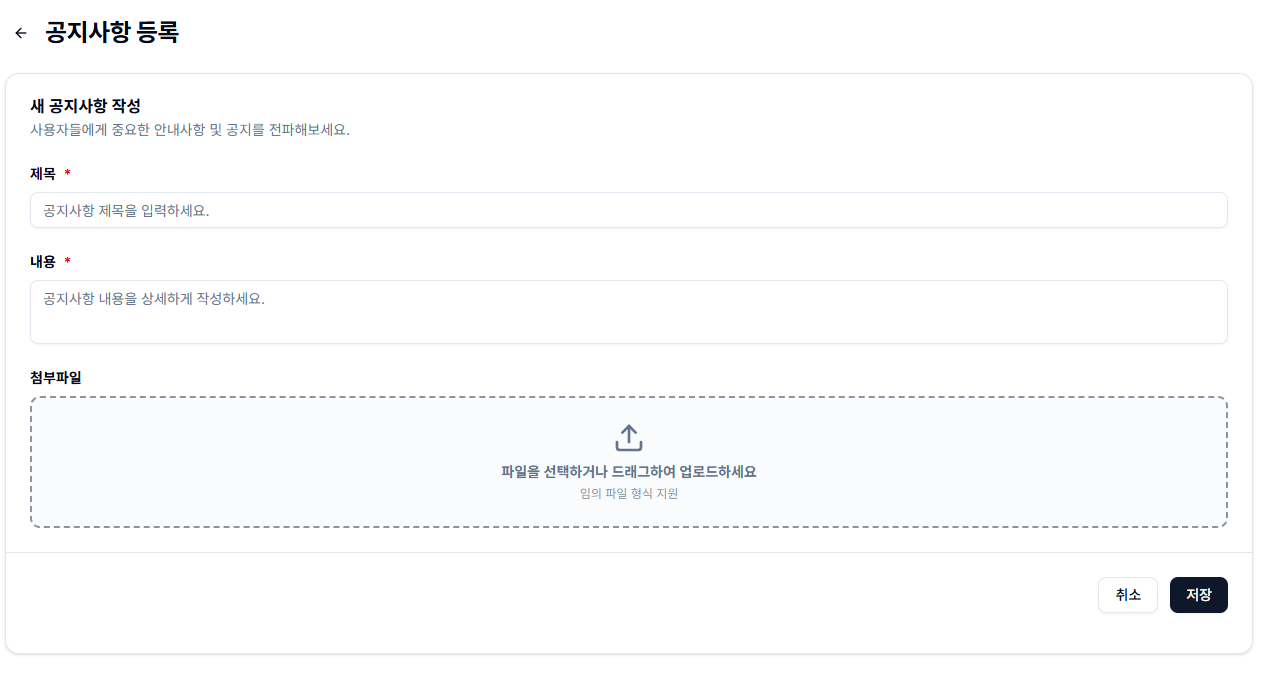 공지사항 등록
새 공지사항 작성
사용자들에게 중요한 안내사항 및 공지를 전파해보세요.
제목 *
공지사항 제목을 입력하세요.
내용 *
공지사항 내용을 상세하게 작성하세요.
첨부파일
파일을 선택하거나 드래그하여 업로드하세요
임의 파일 형식 지원
취소 저장